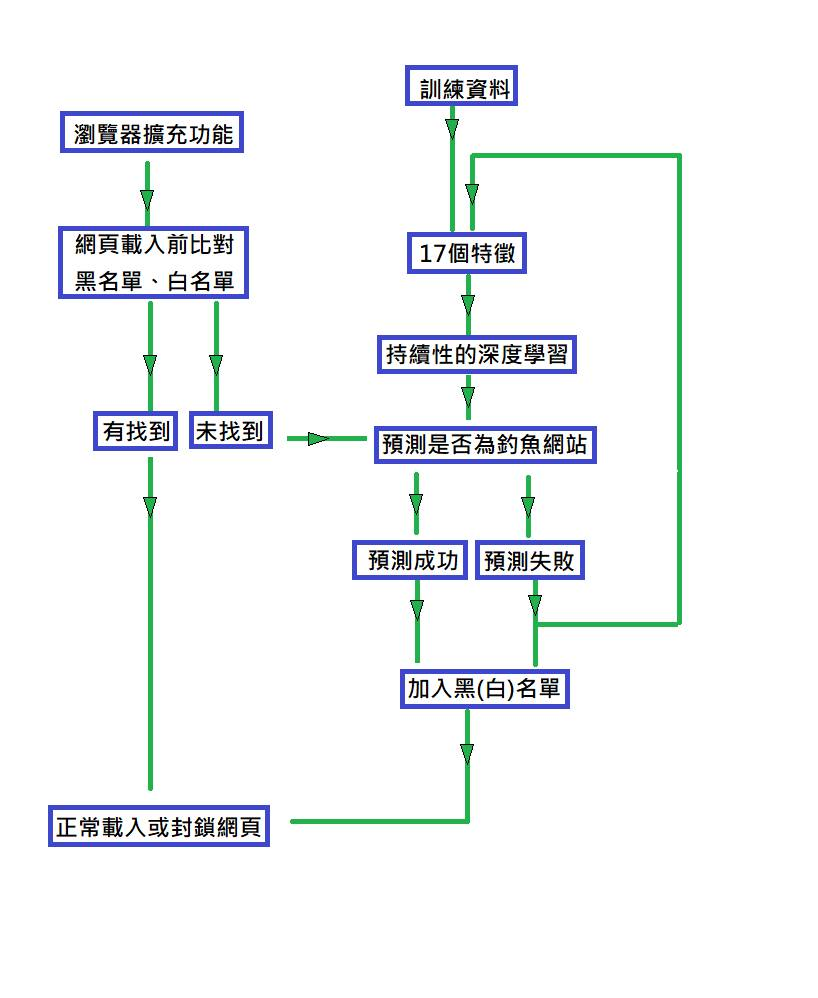 訓練資料
瀏覽器擴充功能
網頁載入前比對
黑名單、白名單
17個特徵
持續性的深度學習
有找到
未找到
預測是否為釣魚網站
預測成功
預測失敗
加入黑(白)名單
正常載入或封鎖網頁